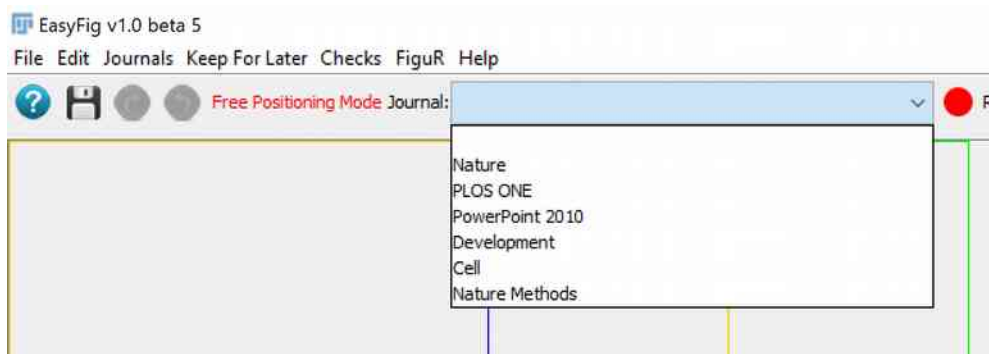 EasyFig v1.0 beta 5
File Edit Journals Keep For Later Checks FiguR Help
Free Positioning Mode Journal:
Nature
PLOS ONE
PowerPoint 2010
Development
Cell
Nature Methods